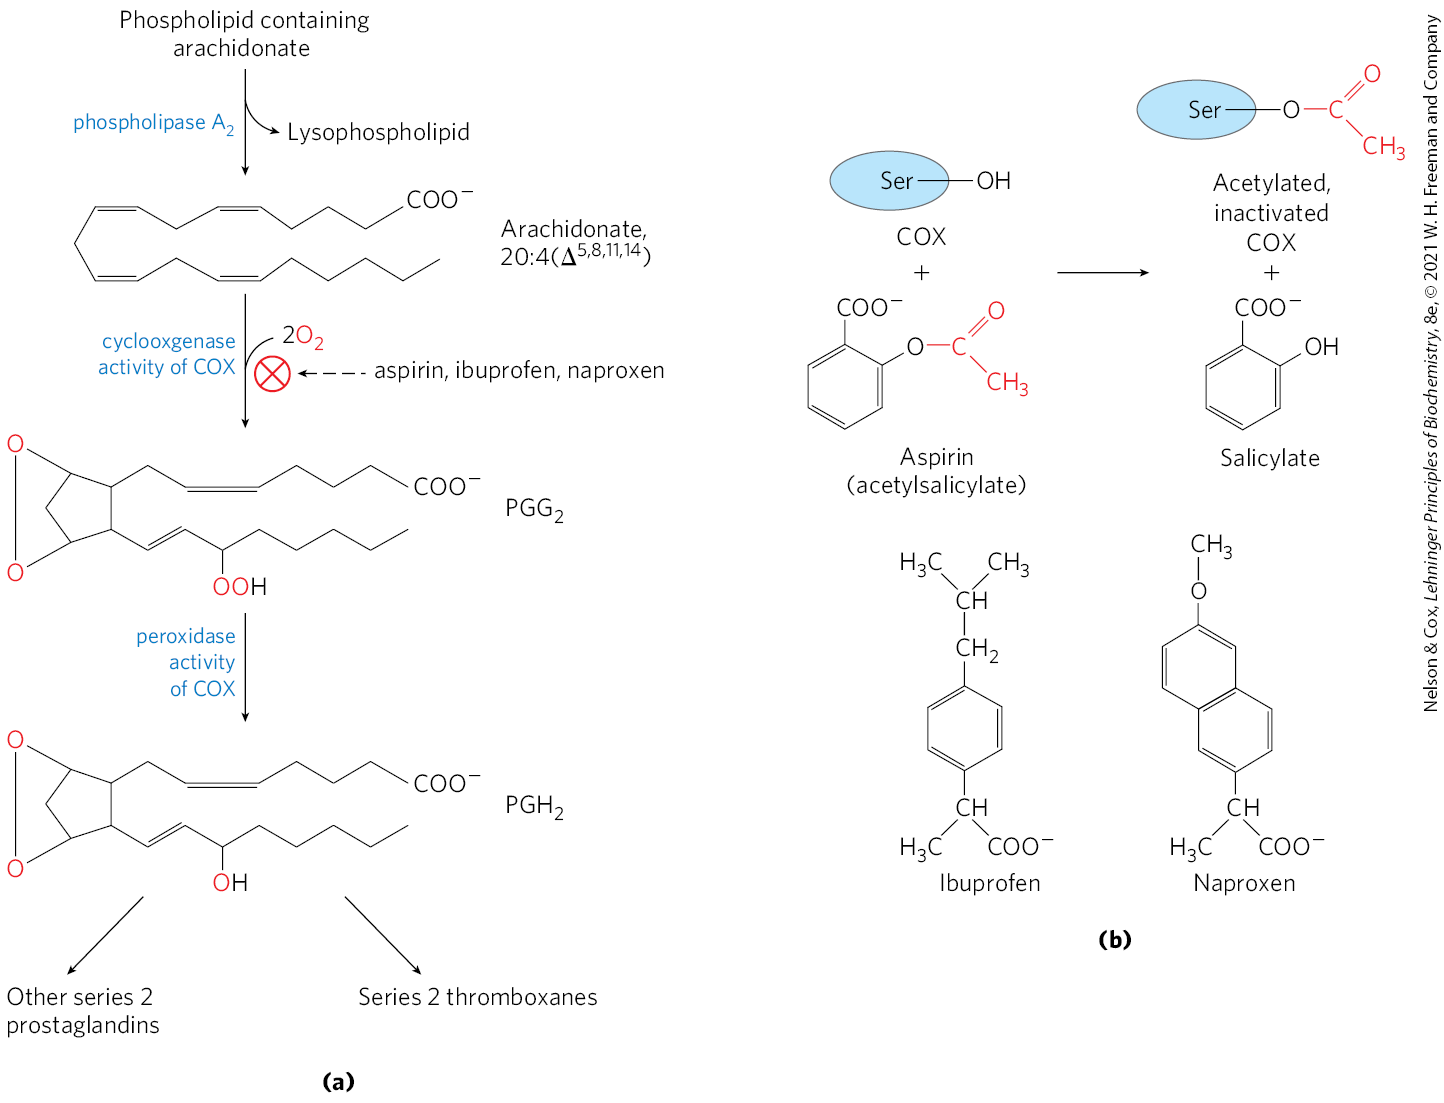 Phospholipid containing
arachidonate
phospholipase A₂
Lysophospholipid
COO⁻
Arachidonate,
20:4(Δ⁵,⁸,¹¹,¹⁴)
cyclooxgenase
activity of COX
2O₂
aspirin, ibuprofen, naproxen
O
COO⁻
PGG₂
O
OOH
peroxidase
activity
of COX
O
COO⁻
PGH₂
O
OH
Other series 2
prostaglandins
Series 2 thromboxanes
(a)
Ser
OH
COX
+
COO⁻
O
C
O
CH₃
Aspirin
(acetylsalicylate)
Ser
O
C
O
CH₃
Acetylated,
inactivated
COX
+
COO⁻
OH
Salicylate
H₃C
CH₃
CH
CH₂
CH
H₃C
COO⁻
Ibuprofen
CH₃
O
CH
H₃C
COO⁻
Naproxen
(b)
Nelson & Cox, Lehninger Principles of Biochemistry, 8e, © 2021 W. H. Freeman and Company